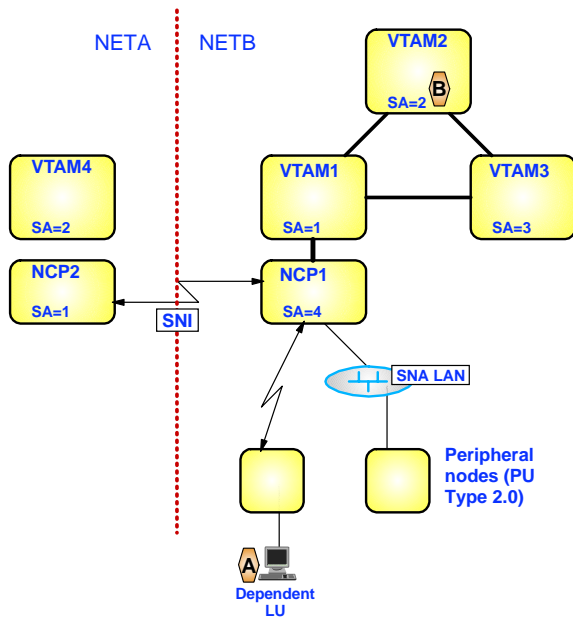 NETA
NETB
VTAM2
B
SA=2
VTAM4
SA=2
VTAM1
SA=1
VTAM3
SA=3
NCP2
SA=1
NCP1
SA=4
SNI
SNA LAN
Peripheral
nodes (PU
Type 2.0)
A
Dependent
LU